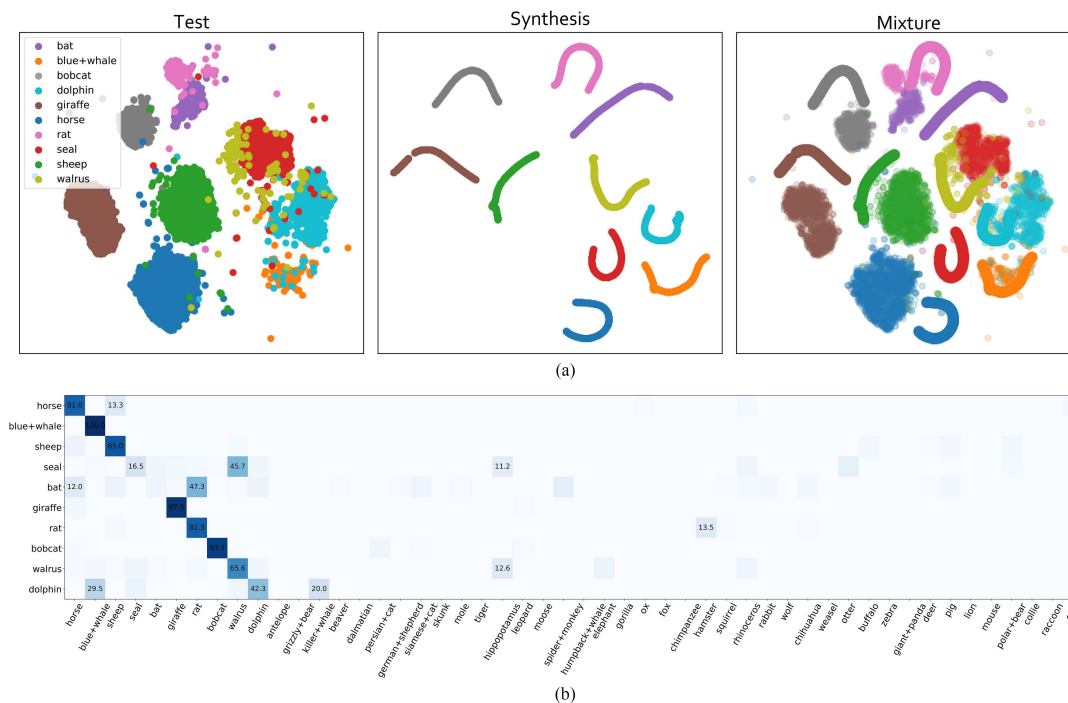 Test
Synthesis
Mixture
bat
blue+whale
bobcat
dolphin
giraffe
horse
rat
seal
sheep
walrus
(a)
horse 81.0 13.3
blue+whale 100.0
sheep 85.0
seal 16.5 45.7 11.2
bat 12.0 47.3
giraffe
rat 81.3 13.5
bobcat
walrus 65.6 12.6
dolphin 29.5 42.3 20.0
horse
blue+whale
sheep
seal
bat
giraffe
rat
bobcat
walrus
dolphin
antelope
grizzly+bear
killer+whale
beaver
dalmatian
persian+cat
german+shepherd
siamese+cat
skunk
mole
tiger
hippopotamus
leopard
moose
spider+monkey
humpback+whale
elephant
gorilla
ox
fox
chimpanzee
hamster
squirrel
rhinoceros
rabbit
wolf
chihuahua
weasel
otter
buffalo
zebra
giant+panda
deer
pig
lion
mouse
polar+bear
collie
raccoon
(b)